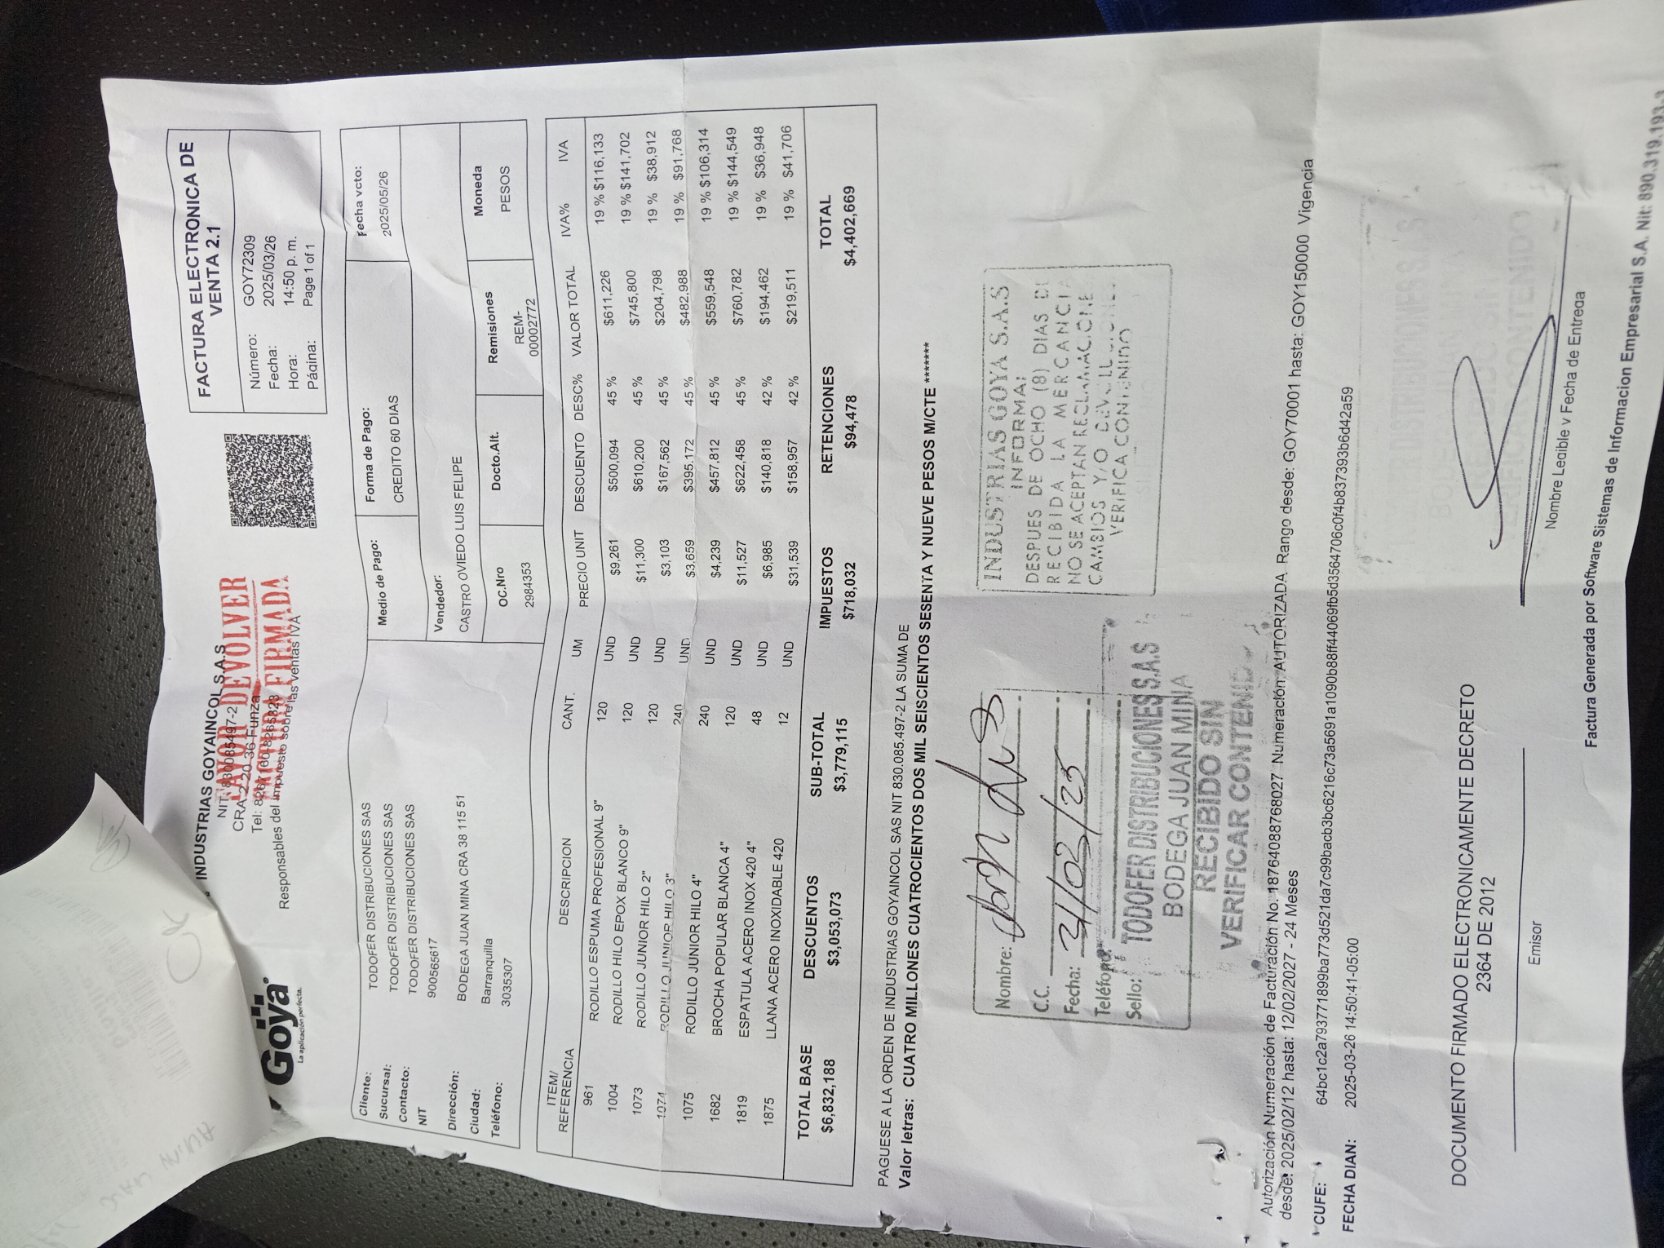 Goya
La aplicación perfecta.
INDUSTRIAS GOYAINCOL S.A.S
FAVOR DEVOLVER
FACTURA FIRMADA
CRA 2 20 36 Funza
Responsables del Impuesto sobre las ventas IVA
FACTURA ELECTRONICA DE
VENTA 2.1
Número: GOY72309
Fecha: 2025/03/26
Hora: 14:50 p. m.
Página: Page 1 of 1
Cliente: TODOFER DISTRIBUCIONES SAS
Sucursal: TODOFER DISTRIBUCIONES SAS
Contacto: TODOFER DISTRIBUCIONES SAS
NIT 900565617
Dirección: BODEGA JUAN MINA CRA 38 115 51
Ciudad: Barranquilla
Teléfono: 3035307
Medio de Pago:
Forma de Pago: CREDITO 60 DIAS
Fecha vcto: 2025/05/26
Vendedor: CASTRO OVIEDO LUIS FELIPE
OC.Nro Docto.Alt. Remisiones Moneda
2984353 REM-00002772 PESOS
ITEM/REFERENCIA DESCRIPCION CANT. UM PRECIO UNIT DESCUENTO DESC% VALOR TOTAL IVA% IVA
961 RODILLO ESPUMA PROFESIONAL 9" 120 UND $9,261 $500,094 45 % $611,226 19 % $116,133
1004 RODILLO HILO EPOX BLANCO 9" 120 UND $11,300 $610,200 45 % $745,800 19 % $141,702
1073 RODILLO JUNIOR HILO 2" 120 UND $3,103 $167,562 45 % $204,798 19 % $38,912
1074 RODILLO JUNIOR HILO 3" 240 UND $3,659 $395,172 45 % $482,988 19 % $91,768
1075 RODILLO JUNIOR HILO 4" 240 UND $4,239 $457,812 45 % $559,548 19 % $106,314
1682 BROCHA POPULAR BLANCA 4" 120 UND $11,527 $622,458 45 % $760,782 19 % $144,549
1819 ESPATULA ACERO INOX 420 4" 48 UND $6,985 $140,818 42 % $194,462 19 % $36,948
1875 LLANA ACERO INOXIDABLE 420 12 UND $31,539 $158,957 42 % $219,511 19 % $41,706
TOTAL BASE DESCUENTOS SUB-TOTAL IMPUESTOS RETENCIONES TOTAL
$6,832,188 $3,053,073 $3,779,115 $718,032 $94,478 $4,402,669
PAGUESE A LA ORDEN DE INDUSTRIAS GOYAINCOL SAS NIT 830.085.497-2 LA SUMA DE
Valor letras: CUATRO MILLONES CUATROCIENTOS DOS MIL SEISCIENTOS SESENTA Y NUEVE PESOS M/CTE *******
Nombre:
C.C.
Fecha: 31/03/25
Teléfono:
Sello:
TODOFER DISTRIBUCIONES S.A.S
BODEGA JUAN MINA
RECIBIDO SIN
VERIFICAR CONTENIDO
INDUSTRIAS GOYA S.A.S
INFORMA:
DESPUES DE OCHO (8) DIAS DE
RECIBIDA LA MERCANCIA
NO SE ACEPTAN RECLAMACIONES
CAMBIOS Y/O DEVOLUCIONES
Autorización Numeración de Facturación No. 18764088768027 Numeración AUTORIZADA Rango desde: GOY70001 hasta: GOY150000 Vigencia
desde: 2025/02/12 hasta: 12/02/2027 - 24 Meses
CUFE: 64bc1c2a793771899ba773d521da7c99bacb3bc6216c73a5691a1090b88ff4409fb5d3564706c0f4b837393b6d42a59
FECHA DIAN: 2025-03-26 14:50:41-05:00
DOCUMENTO FIRMADO ELECTRONICAMENTE DECRETO
2364 DE 2012
Emisor
Nombre Legible y Fecha de Entrega
Factura Generada por Software Sistemas de Informacion Empresarial S.A. Nit: 890.319.193-3